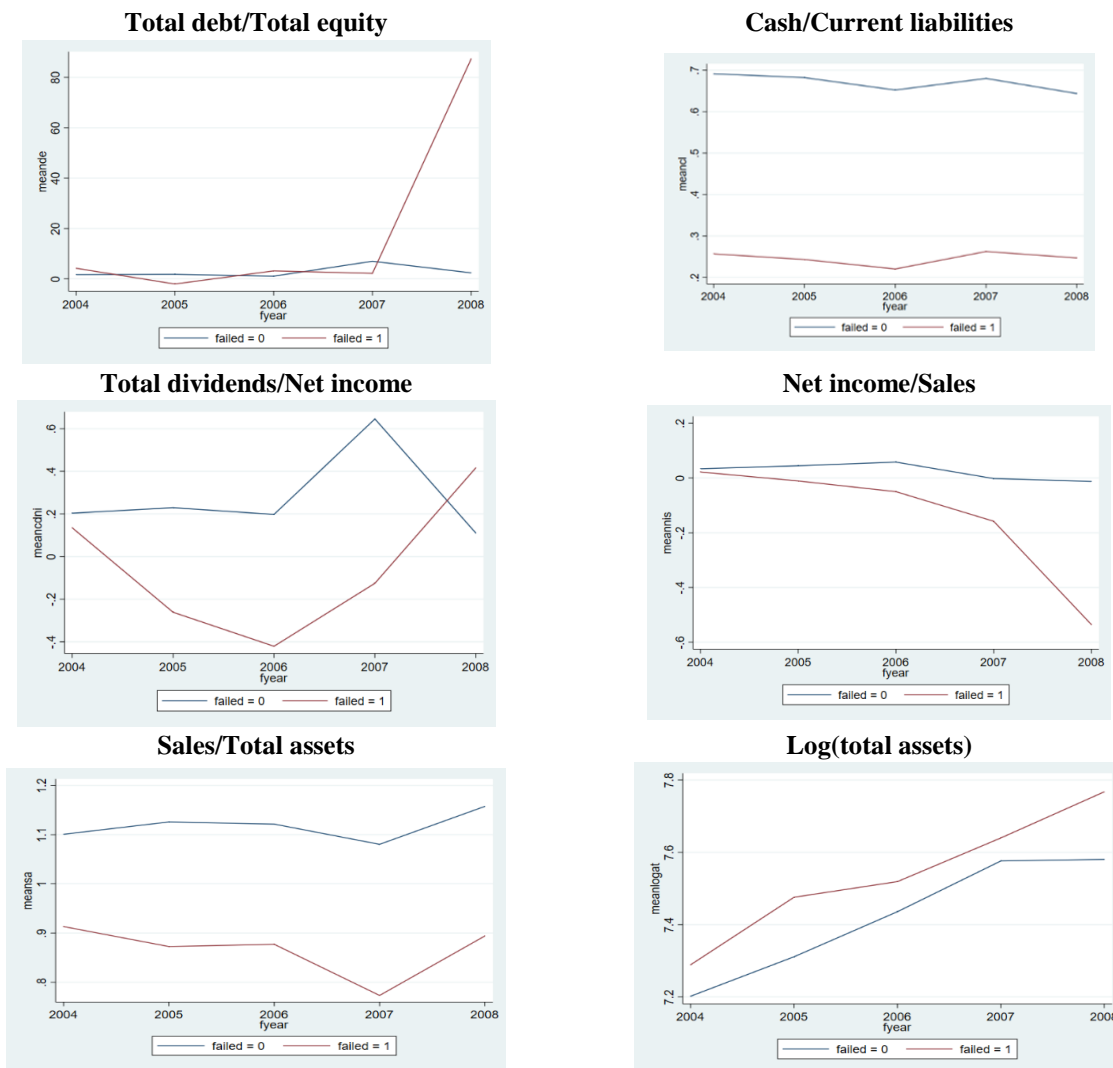 Total debt/Total equity
80
60
40
20
0
meande
2004 2005 2006 2007 2008
fyear
failed = 0 failed = 1
Cash/Current liabilities
.7
.6
.5
.4
.3
.2
meancl
2004 2005 2006 2007 2008
fyear
failed = 0 failed = 1
Total dividends/Net income
.6
.4
.2
0
-.2
-.4
meancdni
2004 2005 2006 2007 2008
fyear
failed = 0 failed = 1
Net income/Sales
.2
0
-.2
-.4
-.6
meannis
2004 2005 2006 2007 2008
fyear
failed = 0 failed = 1
Sales/Total assets
1.2
1.1
1
.9
.8
meansa
2004 2005 2006 2007 2008
fyear
failed = 0 failed = 1
Log(total assets)
7.8
7.6
7.4
7.2
meanlogat
2004 2005 2006 2007 2008
fyear
failed = 0 failed = 1